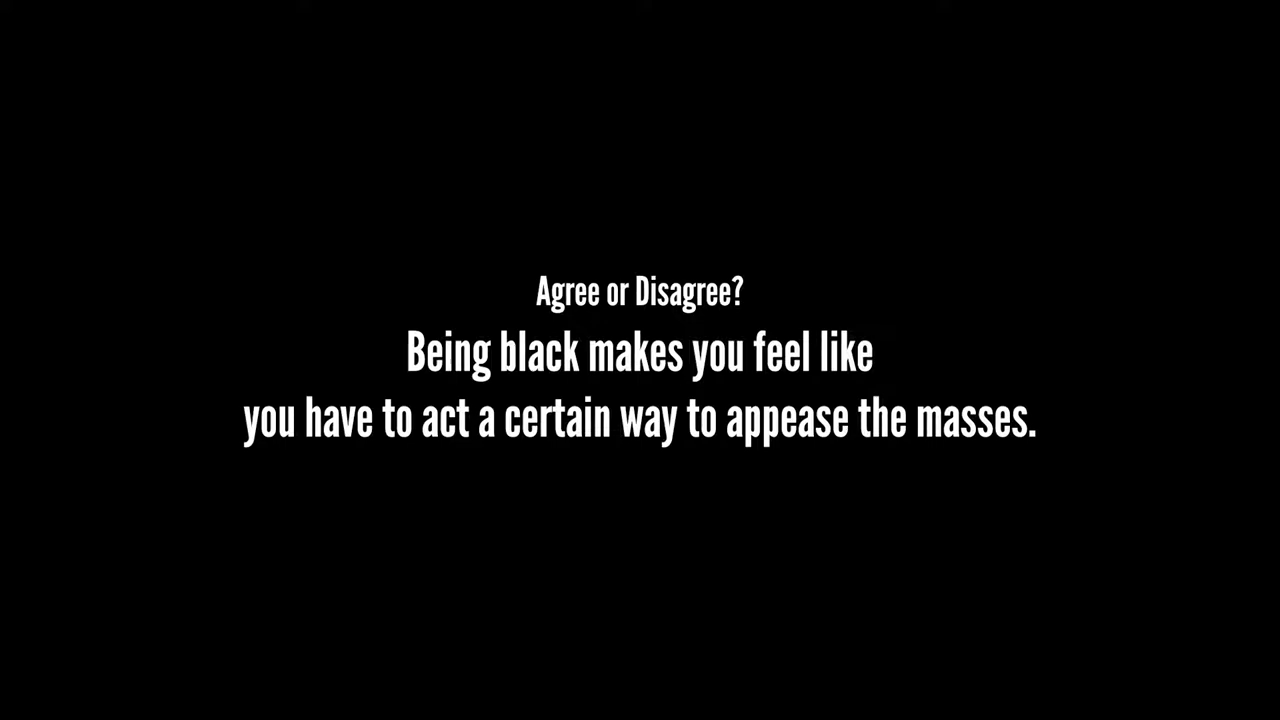 Agree or Disagree?
Being black makes you feel like
you have to act a certain way to appease the masses.